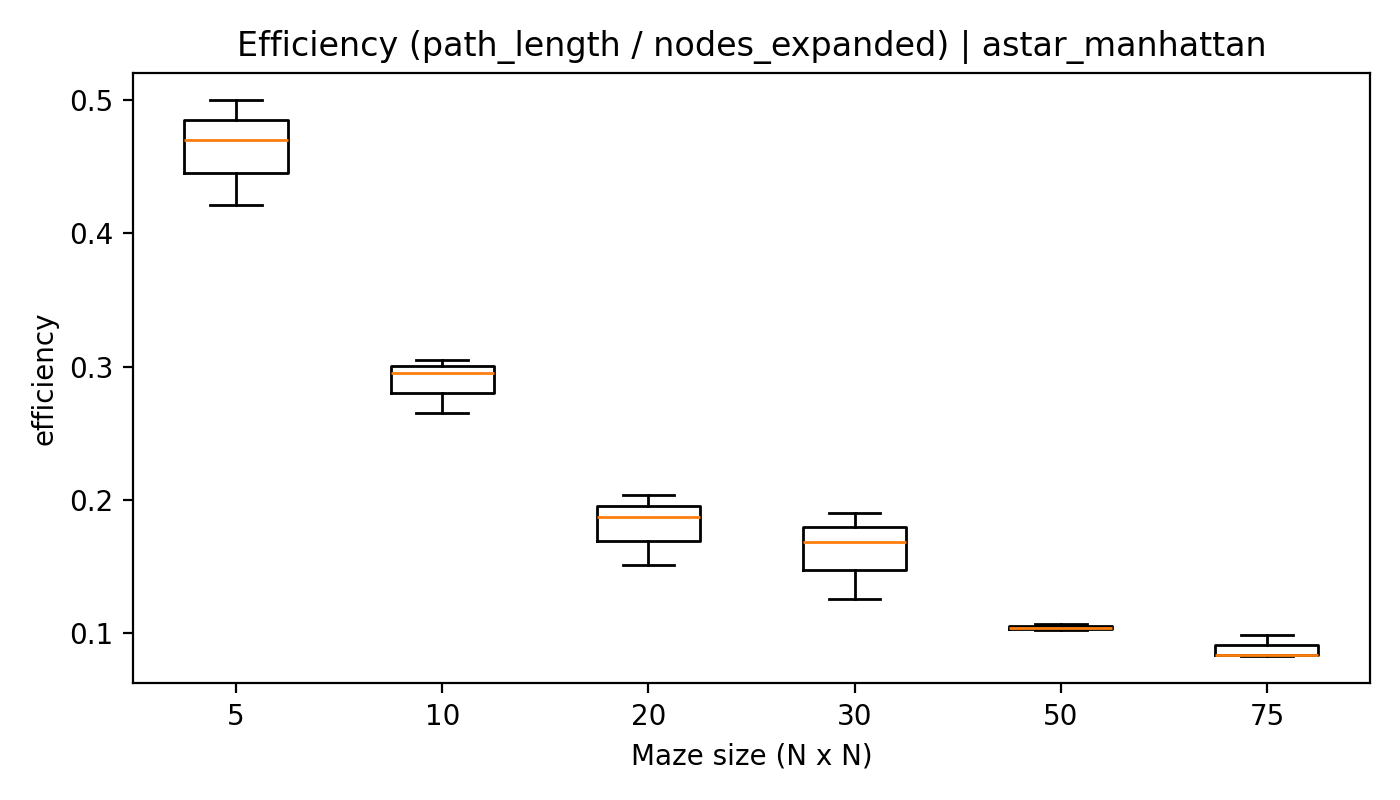 Efficiency (path_length / nodes_expanded) | astar_manhattan
0.5
0.4
0.3
0.2
0.1
efficiency
5 10 20 30 50 75
Maze size (N x N)